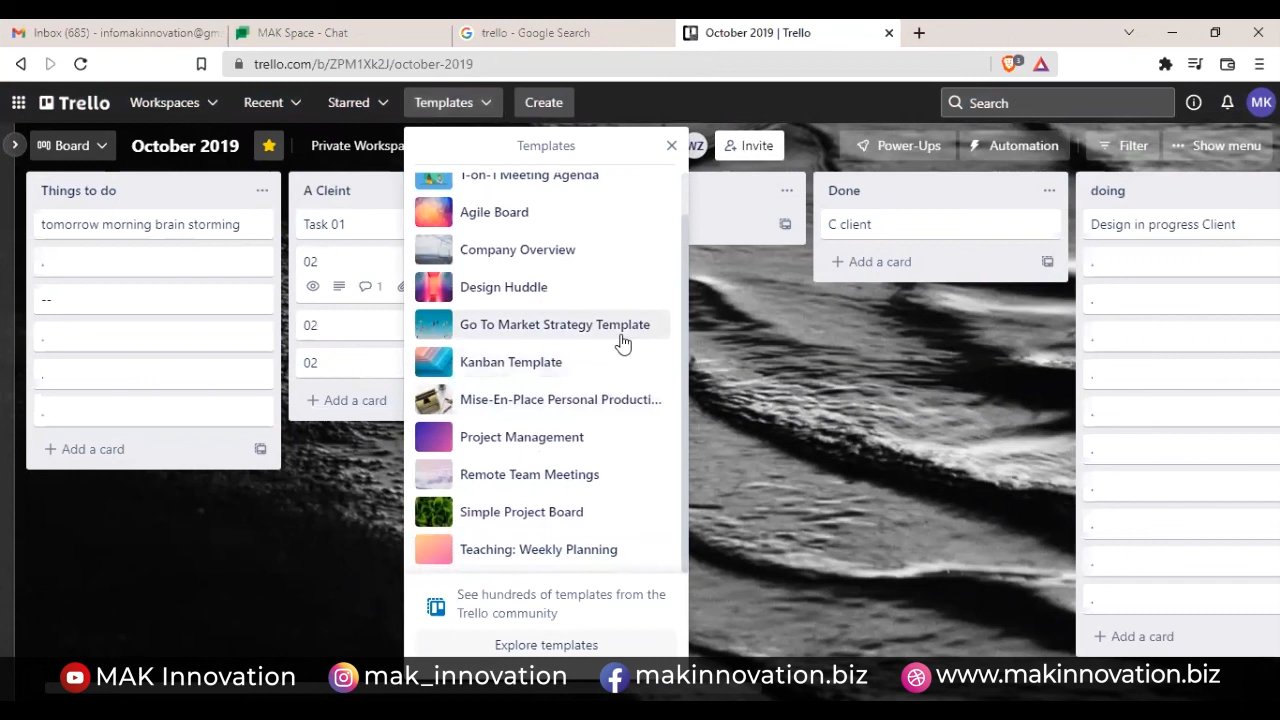 Inbox (685) - infomakinnovation@gm
MAK Space - Chat
trello - Google Search
October 2019 | Trello
trello.com/b/ZPM1Xk2J/october-2019
3
Trello
Workspaces
Recent
Starred
Templates
Create
Search
MK
Board
October 2019
Private Workspa
Templates
WZ
Invite
Power-Ups
Automation
Filter
Show menu
Things to do
tomorrow morning brain storming
.
--
.
.
.
+ Add a card
A Cleint
Task 01
02
1
02
02
+ Add a card
1-on-1 Meeting Agenda
Agile Board
Company Overview
Design Huddle
Go To Market Strategy Template
Kanban Template
Mise-En-Place Personal Producti...
Project Management
Remote Team Meetings
Simple Project Board
Teaching: Weekly Planning
See hundreds of templates from the
Trello community
Explore templates
Done
C client
+ Add a card
doing
Design in progress Client
.
.
.
.
.
.
.
.
.
.
+ Add a card
MAK Innovation
mak_innovation
makinnovation.biz
www.makinnovation.biz